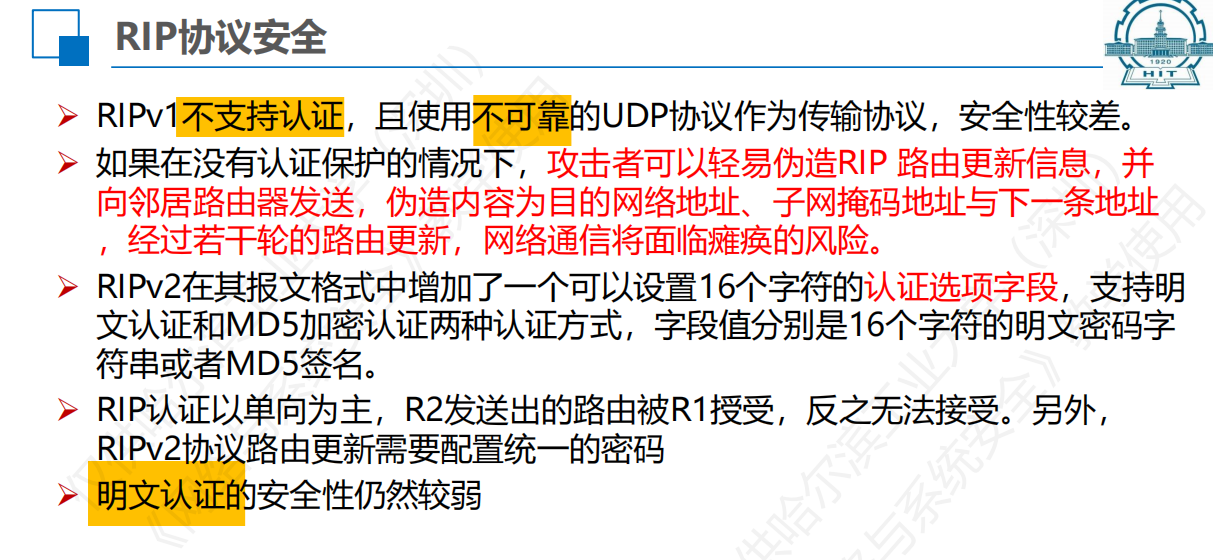 RIP协议安全
1920
HIT
RIPv1不支持认证，且使用不可靠的UDP协议作为传输协议，安全性较差。
如果在没有认证保护的情况下，攻击者可以轻易伪造RIP 路由更新信息，并
向邻居路由器发送，伪造内容为目的网络地址、子网掩码地址与下一条地址
，经过若干轮的路由更新，网络通信将面临瘫痪的风险。
RIPv2在其报文格式中增加了一个可以设置16个字符的认证选项字段，支持明
文认证和MD5加密认证两种认证方式，字段值分别是16个字符的明文密码字
符串或者MD5签名。
RIP认证以单向为主，R2发送出的路由被R1授受，反之无法接受。另外，
RIPv2协议路由更新需要配置统一的密码
明文认证的安全性仍然较弱